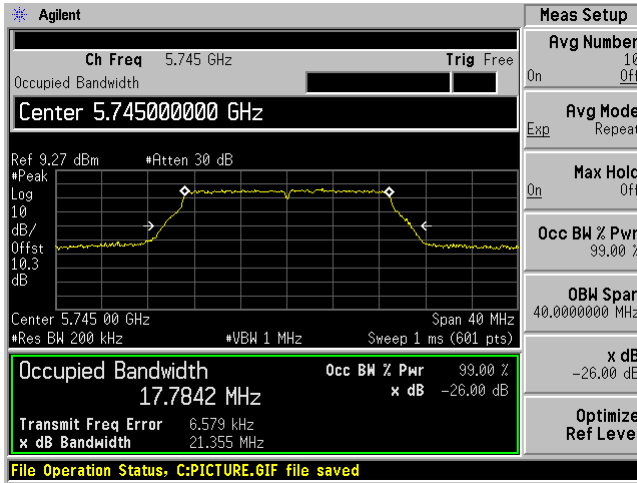 Agilent
Meas Setup
Ch Freq 5.745 GHz Trig Free
Occupied Bandwidth
Center 5.745000000 GHz
Ref 9.27 dBm #Atten 30 dB
#Peak
Log
10
dB/
Offst
10.3
dB
Center 5.745 00 GHz Span 40 MHz
#Res BW 200 kHz #VBW 1 MHz Sweep 1 ms (601 pts)
Occupied Bandwidth
17.7842 MHz
Occ BW % Pwr 99.00 %
x dB -26.00 dB
Transmit Freq Error 6.579 kHz
x dB Bandwidth 21.355 MHz
File Operation Status, C:PICTURE.GIF file saved
Avg Number
10
On Off
Avg Mode
Exp Repeat
Max Hold
On Off
Occ BW % Pwr
99.00 %
OBW Span
40.0000000 MHz
x dB
-26.00 dB
Optimize
Ref Level